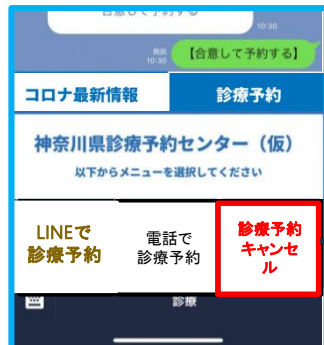 合意して予約する
10:30
既読
10:30
【合意して予約する】
コロナ最新情報
診療予約
神奈川県診療予約センター（仮）
以下からメニューを選択してください
LINEで
診療予約
電話で
診療予約
診療予約
キャンセ
ル
診療